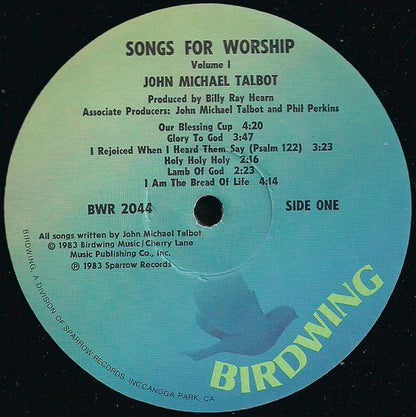 SONGS FOR WORSHIP
Volume I
JOHN MICHAEL TALBOT
Produced by Billy Ray Hearn
Associate Producers: John Michael Talbot and Phil Perkins
Our Blessing Cup 4:20
Glory To God 3:47
I Rejoiced When I Heard Them Say (Psalm 122) 3:23
Holy Holy Holy 2:16
Lamb Of God 2:23
I Am The Bread Of Life 4:14
BWR 2044
SIDE ONE
All songs written by John Michael Talbot
© 1983 Birdwing Music/Cherry Lane
Music Publishing Co., Inc.
℗ 1983 Sparrow Records
BIRDWING, A DIVISION OF SPARROW RECORDS, INC. CANOGA PARK, CA
BIRDWING